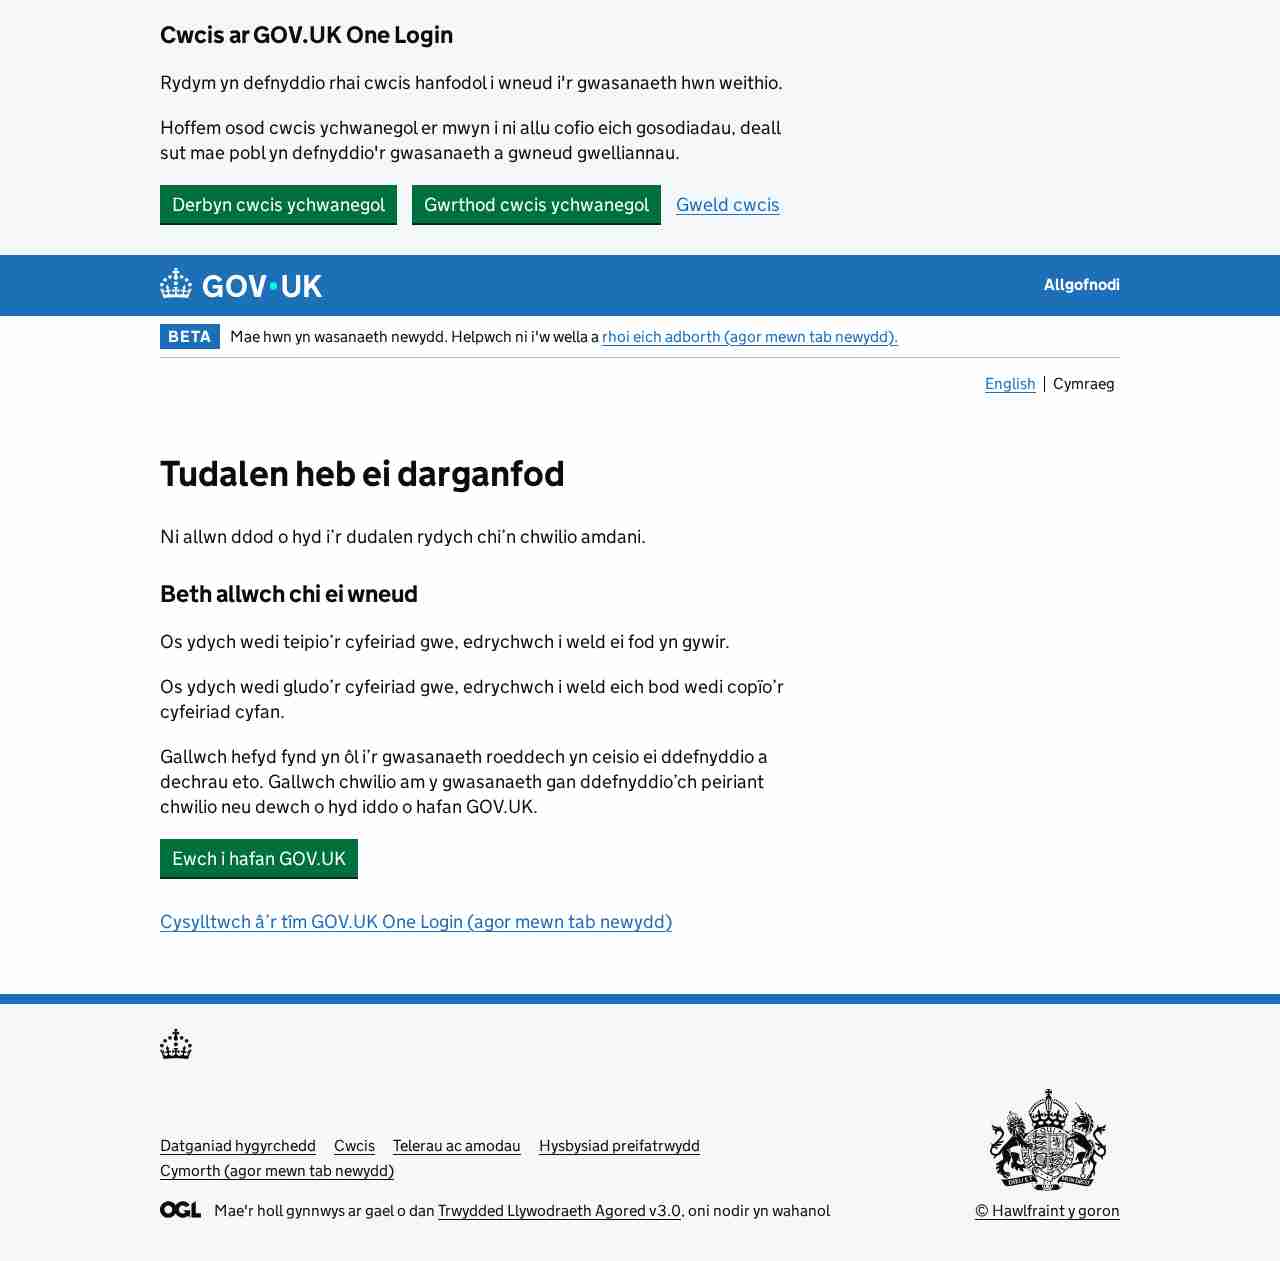 Cwcis ar GOV.UK One Login
Rydym yn defnyddio rhai cwcis hanfodol i wneud i'r gwasanaeth hwn weithio.
Hoffem osod cwcis ychwanegol er mwyn i ni allu cofio eich gosodiadau, deall
sut mae pobl yn defnyddio'r gwasanaeth a gwneud gwelliannau.
Derbyn cwcis ychwanegol Gwrthod cwcis ychwanegol Gweld cwcis
GOV·UK Allgofnodi
BETA Mae hwn yn wasanaeth newydd. Helpwch ni i'w wella a rhoi eich adborth (agor mewn tab newydd).
English Cymraeg
Tudalen heb ei darganfod
Ni allwn ddod o hyd i’r dudalen rydych chi’n chwilio amdani.
Beth allwch chi ei wneud
Os ydych wedi teipio’r cyfeiriad gwe, edrychwch i weld ei fod yn gywir.
Os ydych wedi gludo’r cyfeiriad gwe, edrychwch i weld eich bod wedi copïo’r
cyfeiriad cyfan.
Gallwch hefyd fynd yn ôl i’r gwasanaeth roeddech yn ceisio ei ddefnyddio a
dechrau eto. Gallwch chwilio am y gwasanaeth gan ddefnyddio’ch peiriant
chwilio neu dewch o hyd iddo o hafan GOV.UK.
Ewch i hafan GOV.UK
Cysylltwch â’r tîm GOV.UK One Login (agor mewn tab newydd)
Datganiad hygyrchedd Cwcis Telerau ac amodau Hysbysiad preifatrwydd
Cymorth (agor mewn tab newydd)
OGL Mae'r holl gynnwys ar gael o dan Trwydded Llywodraeth Agored v3.0, oni nodir yn wahanol
© Hawlfraint y goron